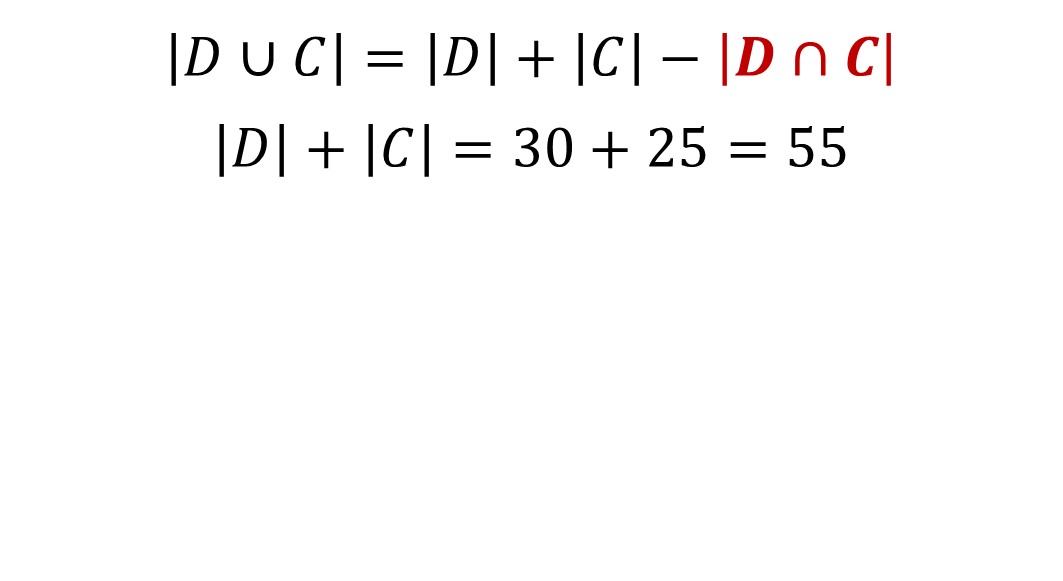 |D ∪ C| = |D| + |C| − |D ∩ C|
|D| + |C| = 30 + 25 = 55